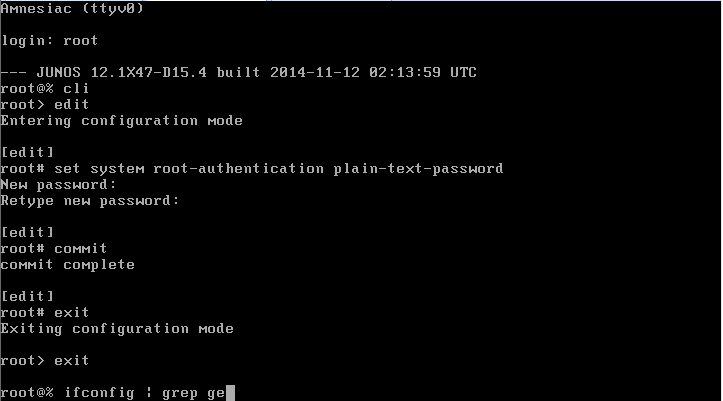 Amnesiac (ttyv0)
login: root
--- JUNOS 12.1X47-D15.4 built 2014-11-12 02:13:59 UTC
root@% cli
root> edit
Entering configuration mode
[edit]
root# set system root-authentication plain-text-password
New password:
Retype new password:
[edit]
root# commit
commit complete
[edit]
root# exit
Exiting configuration mode
root> exit
root@% ifconfig | grep ge